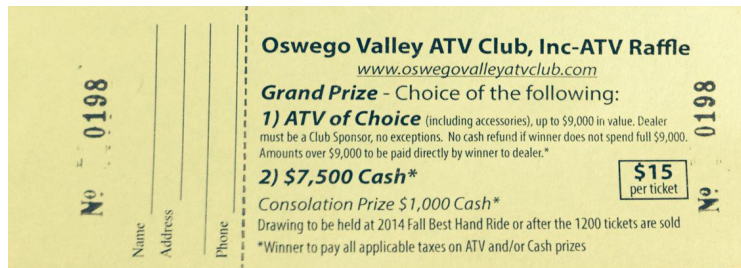 No. 0198
Name
Address
Phone
Oswego Valley ATV Club, Inc-ATV Raffle
www.oswegovalleyatvclub.com
Grand Prize - Choice of the following:
1) ATV of Choice (including accessories), up to $9,000 in value. Dealer
must be a Club Sponsor, no exceptions. No cash refund if winner does not spend full $9,000.
Amounts over $9,000 to be paid directly by winner to dealer.*
2) $7,500 Cash*
$15
per ticket
Consolation Prize $1,000 Cash*
Drawing to be held at 2014 Fall Best Hand Ride or after the 1200 tickets are sold
*Winner to pay all applicable taxes on ATV and/or Cash prizes
No. 0198